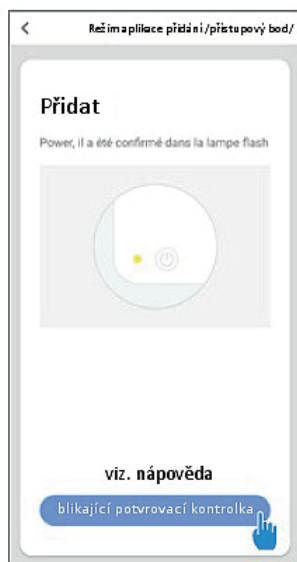 Režim aplikace přidání /přístupový bod/
Přidat
Power, il a été confirmé dans la lampe flash
viz. nápověda
blikající potvrovací kontrolka